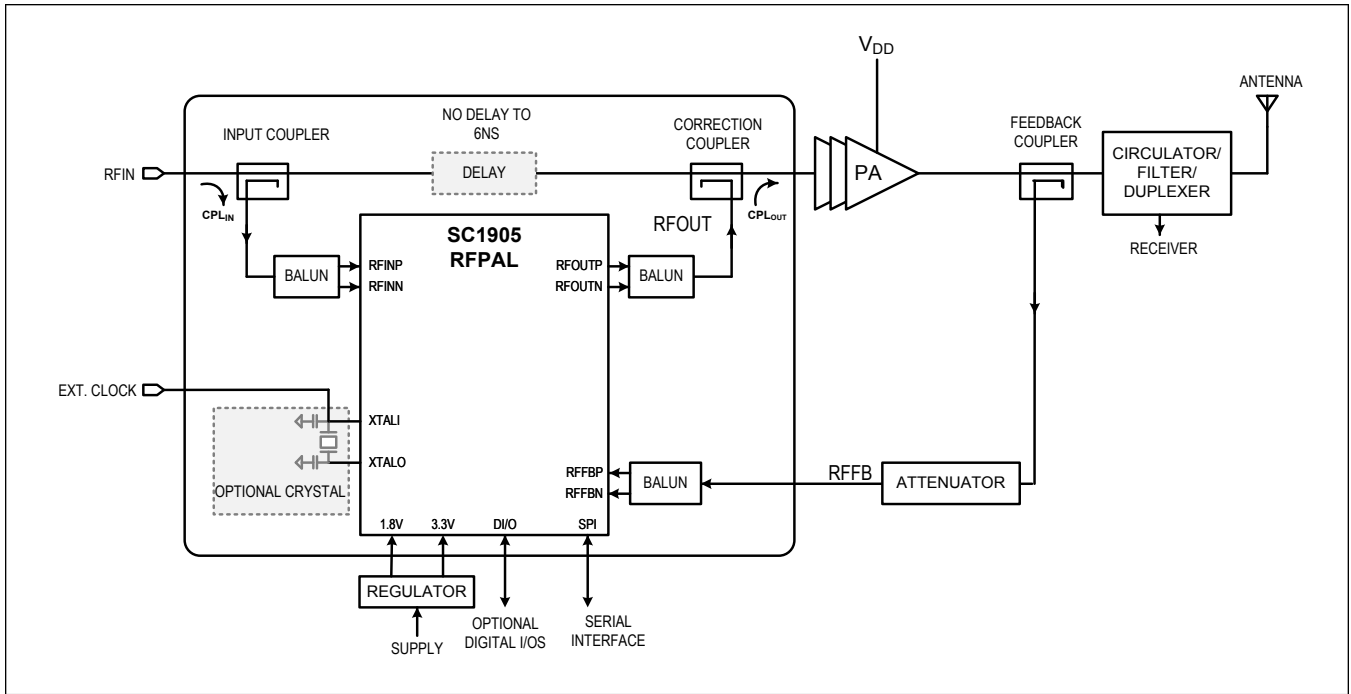 V_DD
ANTENNA
NO DELAY TO
6NS
CORRECTION
COUPLER
INPUT COUPLER
FEEDBACK
COUPLER
CIRCULATOR/
FILTER/
DUPLEXER
RFIN
DELAY
PA
CPL_IN
CPL_OUT
RFOUT
SC1905
RFPAL
RECEIVER
BALUN
RFINP
RFINN
RFOUTP
RFOUTN
BALUN
EXT. CLOCK
XTALI
XTALO
OPTIONAL CRYSTAL
RFFBP
RFFBN
BALUN
RFFB
ATTENUATOR
1.8V
3.3V
DI/O
SPI
REGULATOR
SUPPLY
OPTIONAL
DIGITAL I/OS
SERIAL
INTERFACE